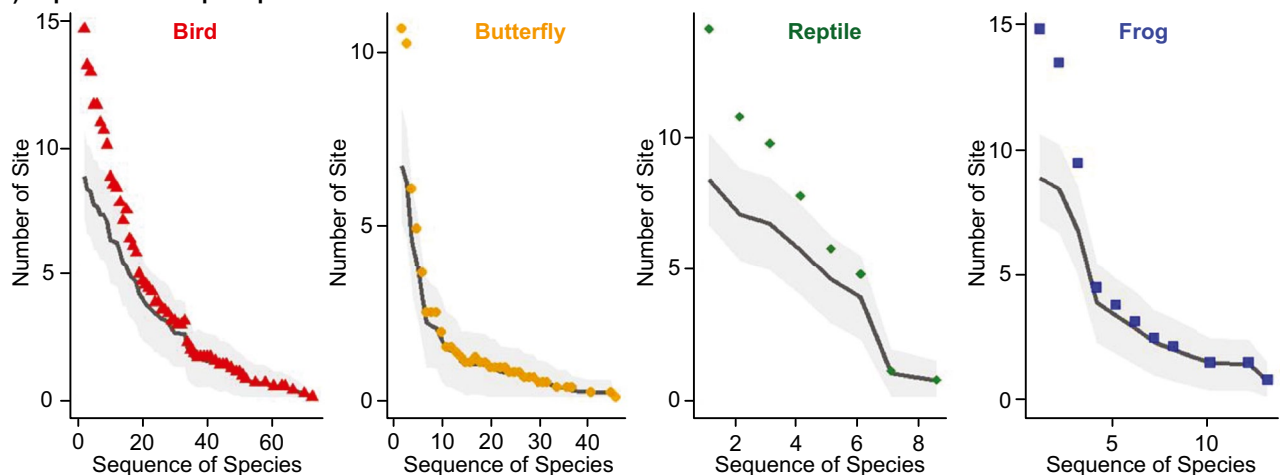 Bird
Number of Site
15
10
5
0
0 20 40 60
Sequence of Species
Butterfly
Number of Site
10
5
0
0 10 20 30 40
Sequence of Species
Reptile
Number of Site
10
5
0
2 4 6 8
Sequence of Species
Frog
Number of Site
15
10
5
0
5 10
Sequence of Species